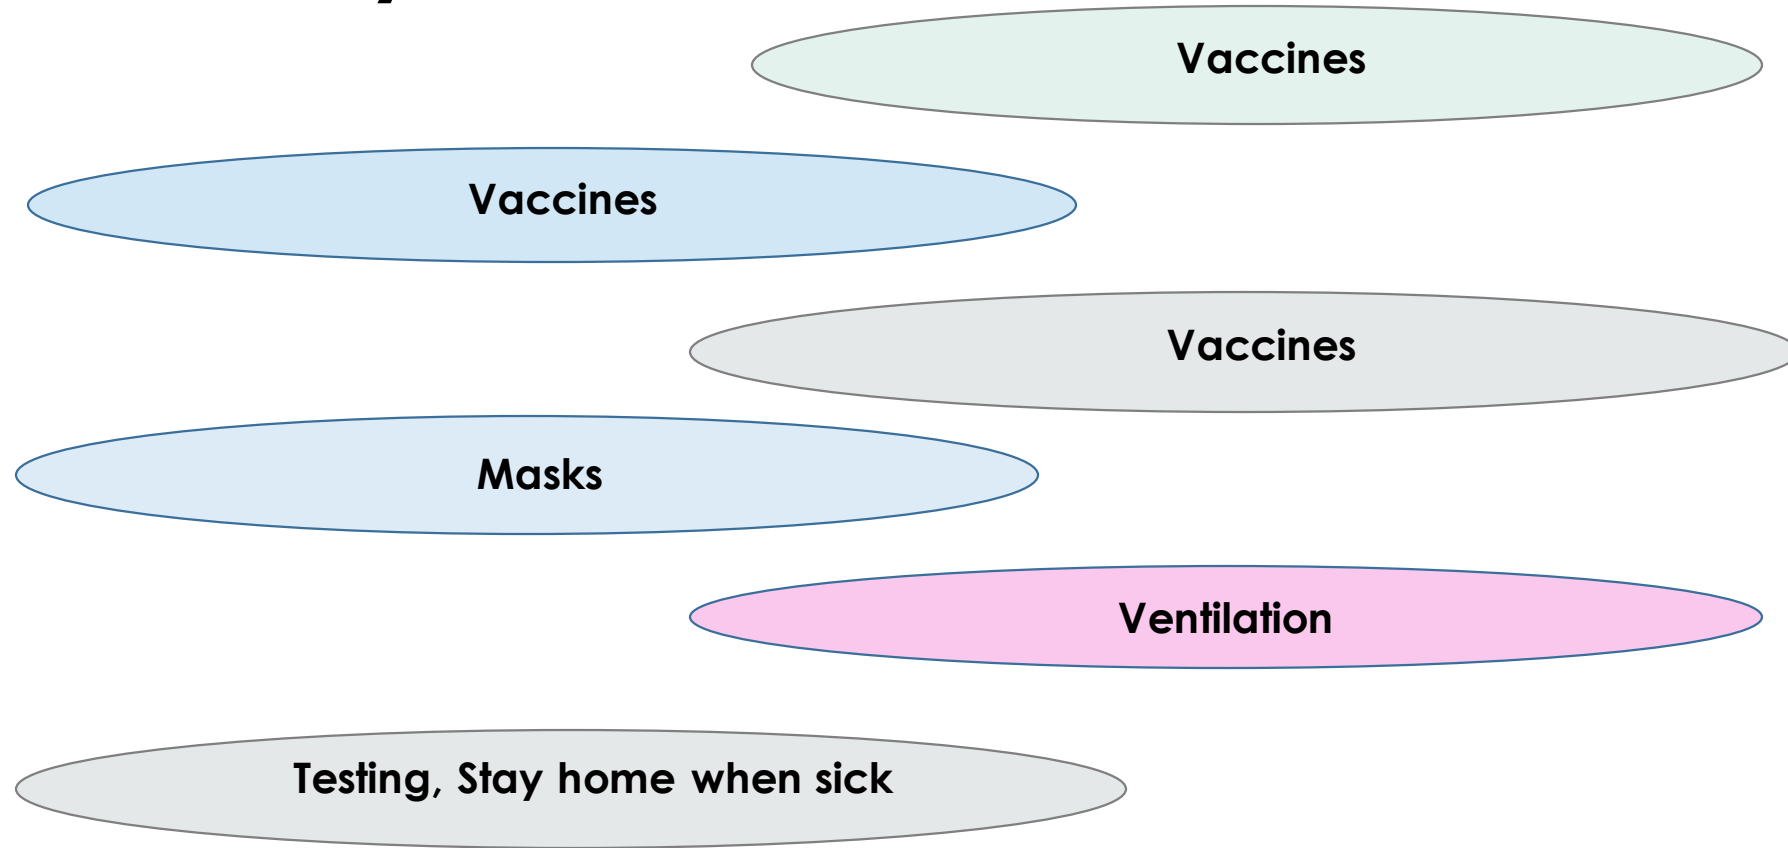 Vaccines
Vaccines
Vaccines
Masks
Ventilation
Testing, Stay home when sick